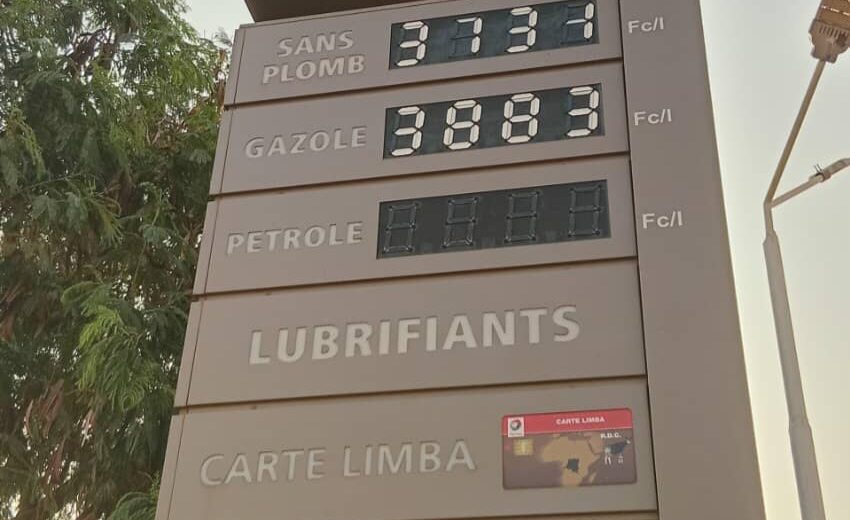 SANS PLOMB 3737 Fc/l
GAZOLE 3883 Fc/l
PETROLE Fc/l
LUBRIFIANTS
CARTE LIMBA
CARTE LIMBA
R.D.C.